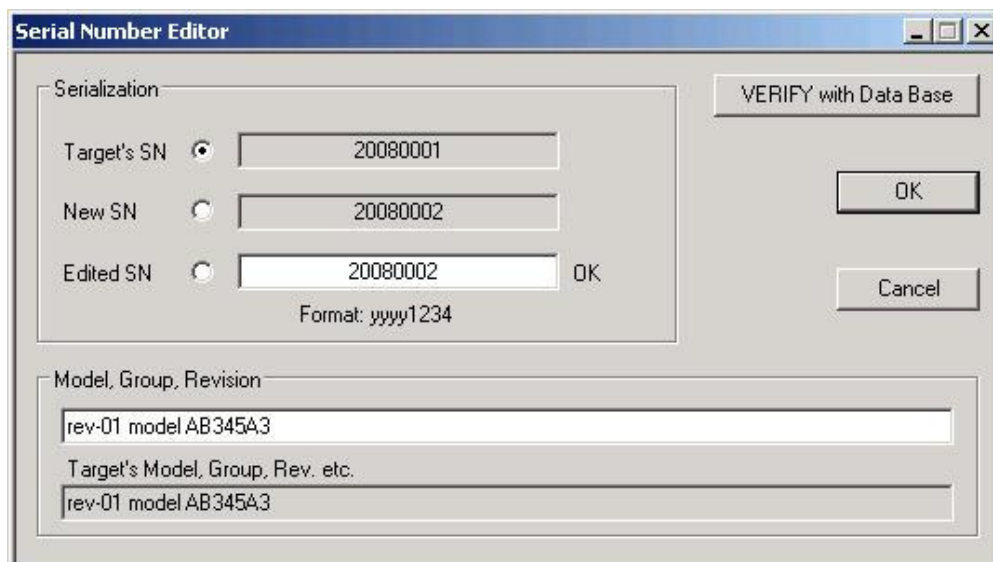 Serial Number Editor
Serialization
VERIFY with Data Base
Target's SN 20080001
OK
New SN 20080002
Edited SN 20080002 OK
Cancel
Format: yyyy1234
Model, Group, Revision
rev-01 model AB345A3
Target's Model, Group, Rev. etc.
rev-01 model AB345A3